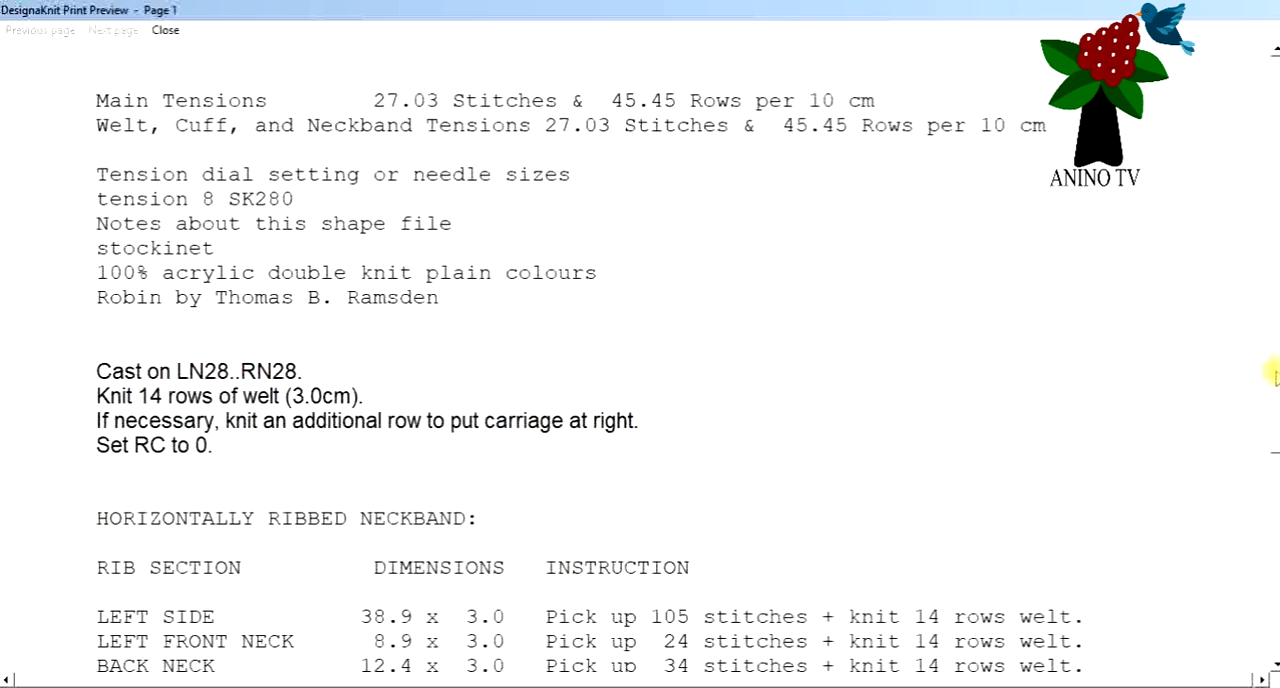 DesignaKnit Print Preview - Page 1
Previous page Next page Close
ANINO TV
Main Tensions 27.03 Stitches & 45.45 Rows per 10 cm
Welt, Cuff, and Neckband Tensions 27.03 Stitches & 45.45 Rows per 10 cm
Tension dial setting or needle sizes
tension 8 SK280
Notes about this shape file
stockinet
100% acrylic double knit plain colours
Robin by Thomas B. Ramsden
Cast on LN28..RN28.
Knit 14 rows of welt (3.0cm).
If necessary, knit an additional row to put carriage at right.
Set RC to 0.
HORIZONTALLY RIBBED NECKBAND:
RIB SECTION DIMENSIONS INSTRUCTION
LEFT SIDE 38.9 x 3.0 Pick up 105 stitches + knit 14 rows welt.
LEFT FRONT NECK 8.9 x 3.0 Pick up 24 stitches + knit 14 rows welt.
BACK NECK 12.4 x 3.0 Pick up 34 stitches + knit 14 rows welt.